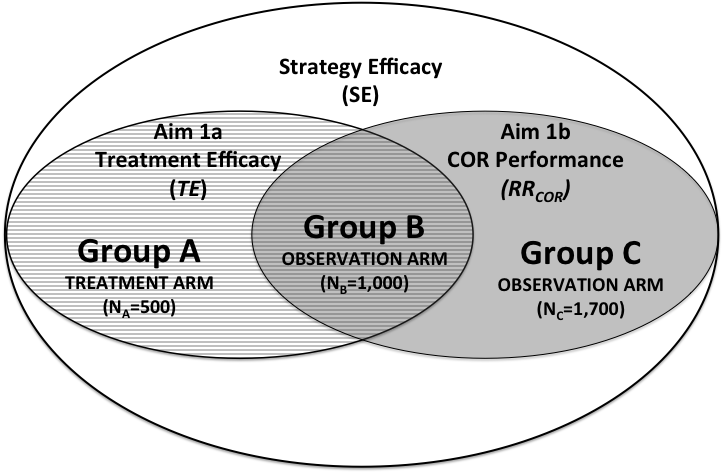 Strategy Efficacy
(SE)
Aim 1a
Treatment Efficacy
(TE)
Aim 1b
COR Performance
(RR_COR)
Group A
TREATMENT ARM
(N_A=500)
Group B
OBSERVATION ARM
(N_B=1,000)
Group C
OBSERVATION ARM
(N_C=1,700)